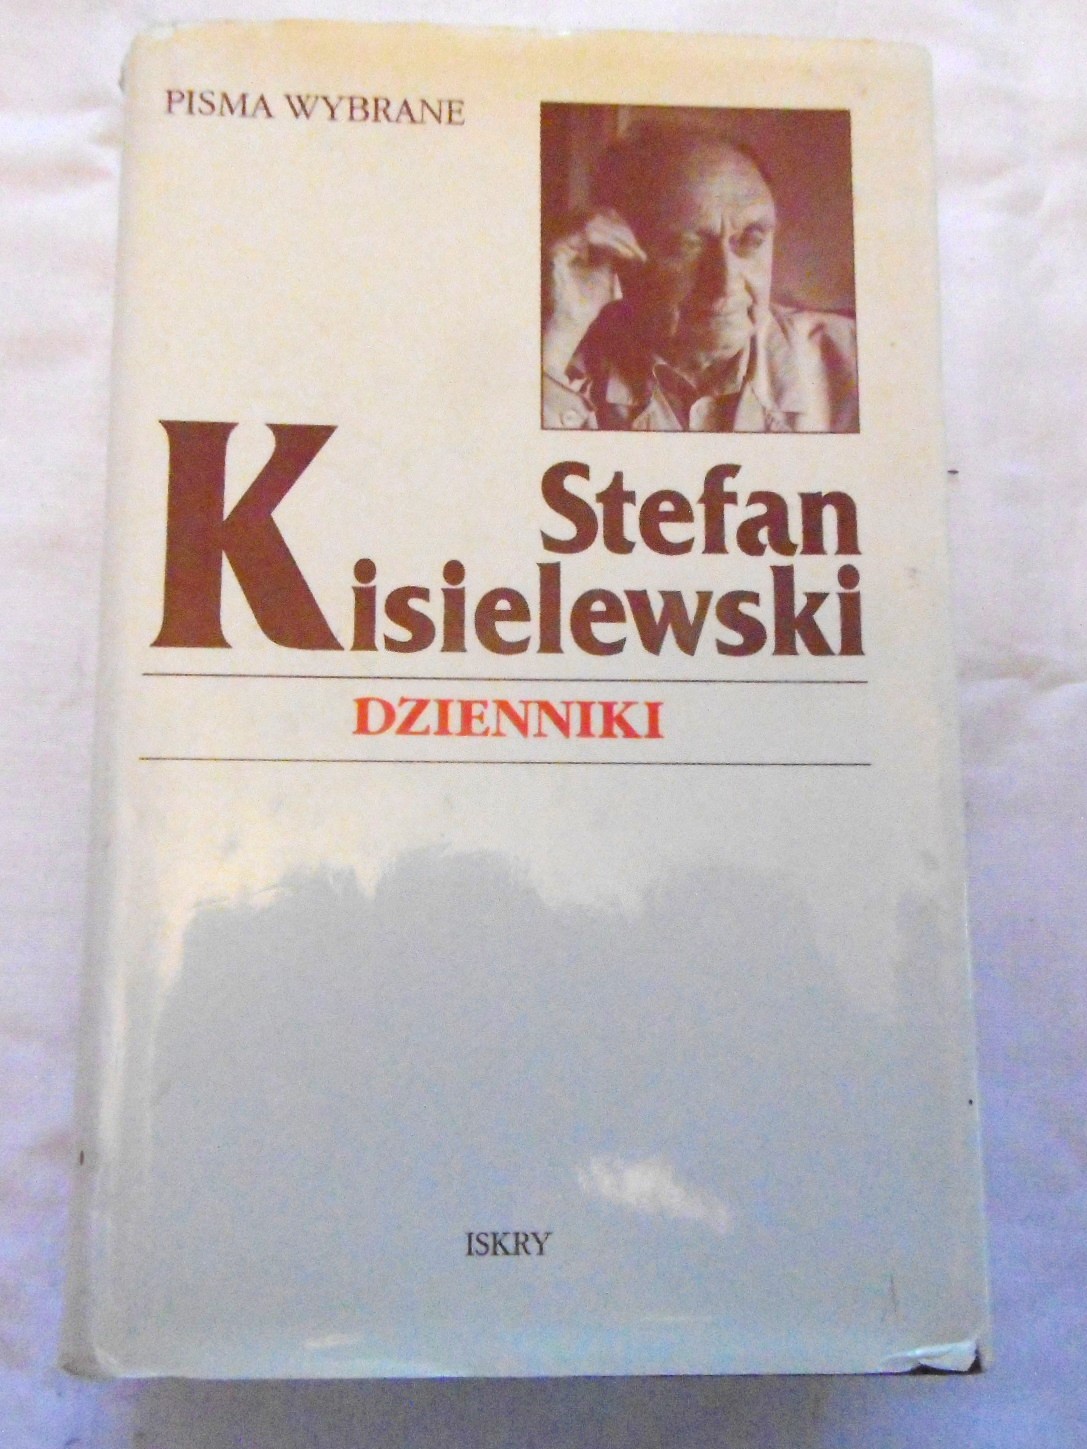 PISMA WYBRANE
Stefan
Kisielewski
DZIENNIKI
ISKRY